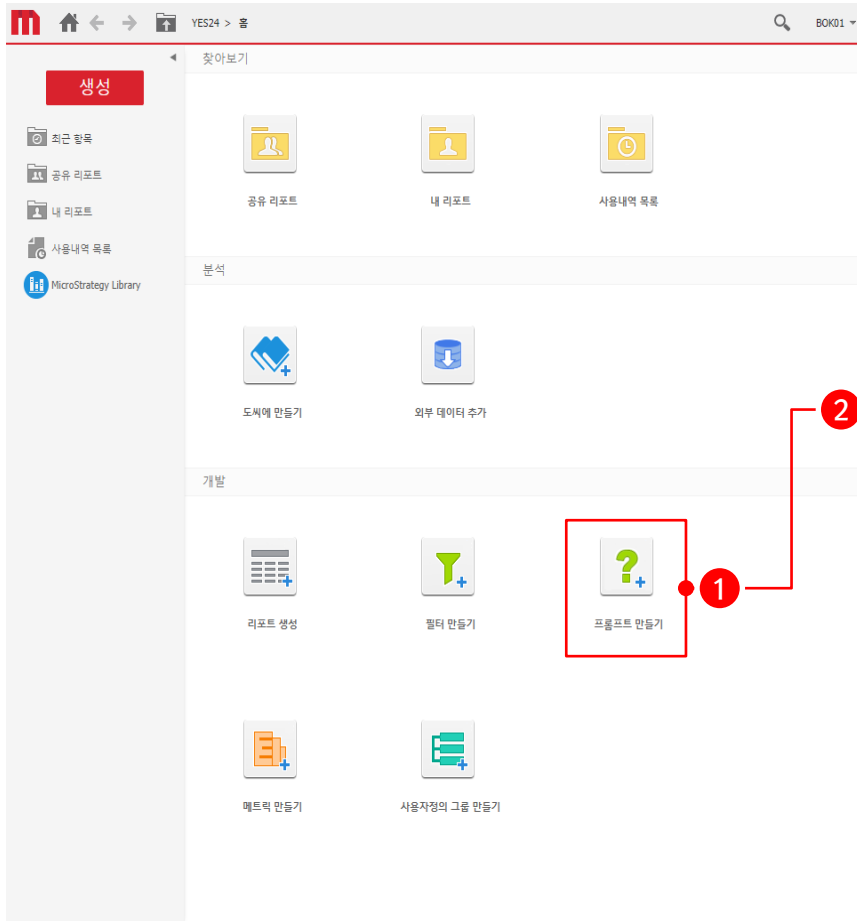 YES24 > 홈
BOK01
생성
최근 항목
공유 리포트
내 리포트
사용내역 목록
MicroStrategy Library
찾아보기
공유 리포트
내 리포트
사용내역 목록
분석
도씨에 만들기
외부 데이터 추가
2
개발
1
리포트 생성
필터 만들기
프롬프트 만들기
메트릭 만들기
사용자정의 그룹 만들기